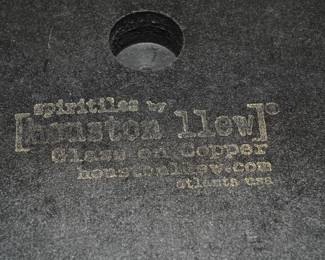 spiritiles by
[houston llew]®
Glass on Copper
houstonllew.com
atlanta usa